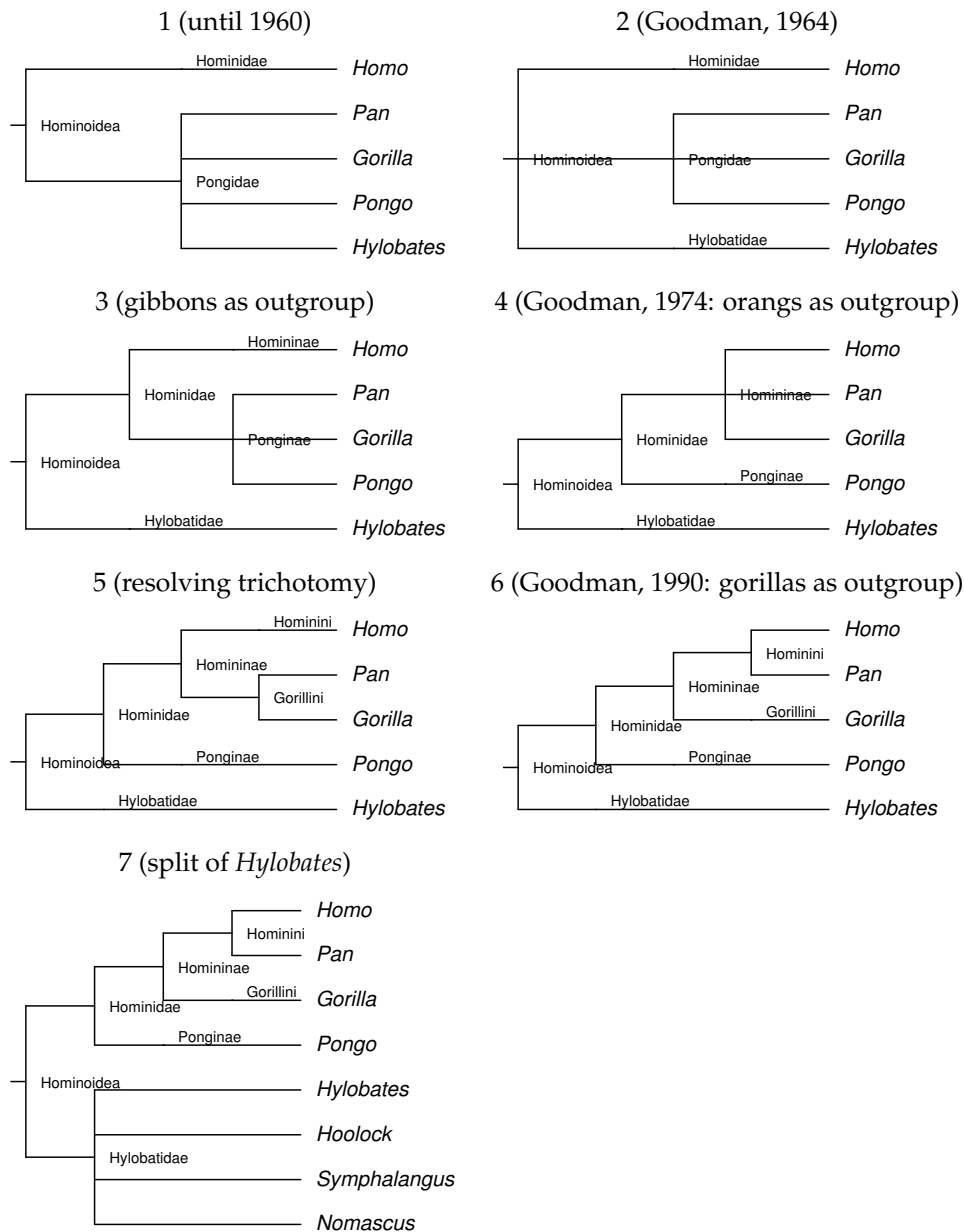 1 (until 1960)
Hominoidea
Hominidae
Pongidae
Homo
Pan
Gorilla
Pongo
Hylobates
2 (Goodman, 1964)
Hominoidea
Hominidae
Pongidae
Hylobatidae
Homo
Pan
Gorilla
Pongo
Hylobates
3 (gibbons as outgroup)
Hominoidea
Hominidae
Homininae
Ponginae
Hylobatidae
Homo
Pan
Gorilla
Pongo
Hylobates
4 (Goodman, 1974: orangs as outgroup)
Hominoidea
Hominidae
Homininae
Ponginae
Hylobatidae
Homo
Pan
Gorilla
Pongo
Hylobates
5 (resolving trichotomy)
Hominoidea
Hominidae
Homininae
Hominini
Gorillini
Ponginae
Hylobatidae
Homo
Pan
Gorilla
Pongo
Hylobates
6 (Goodman, 1990: gorillas as outgroup)
Hominoidea
Hominidae
Homininae
Hominini
Gorillini
Ponginae
Hylobatidae
Homo
Pan
Gorilla
Pongo
Hylobates
7 (split of Hylobates)
Hominoidea
Hominidae
Homininae
Hominini
Gorillini
Ponginae
Hylobatidae
Homo
Pan
Gorilla
Pongo
Hylobates
Hoolock
Symphalangus
Nomascus